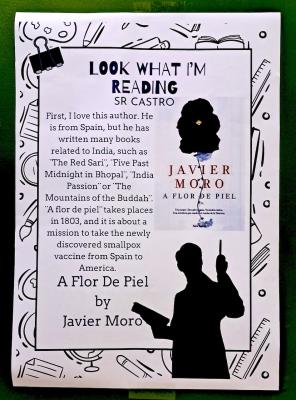 LOOK WHAT I'M
READING
SR CASTRO
First, I love this author. He
is from Spain, but he has
written many books
related to India, such as
"The Red Sari", "Five Past
Midnight in Bhopal", "India
Passion" or "The
Mountains of the Buddah".
"A flor de piel" takes places
in 1803, and it is about a
mission to take the newly
discovered smallpox
vaccine from Spain to
America.
A Flor De Piel
by
Javier Moro
JAVIER
MORO
A FLOR DE PIEL